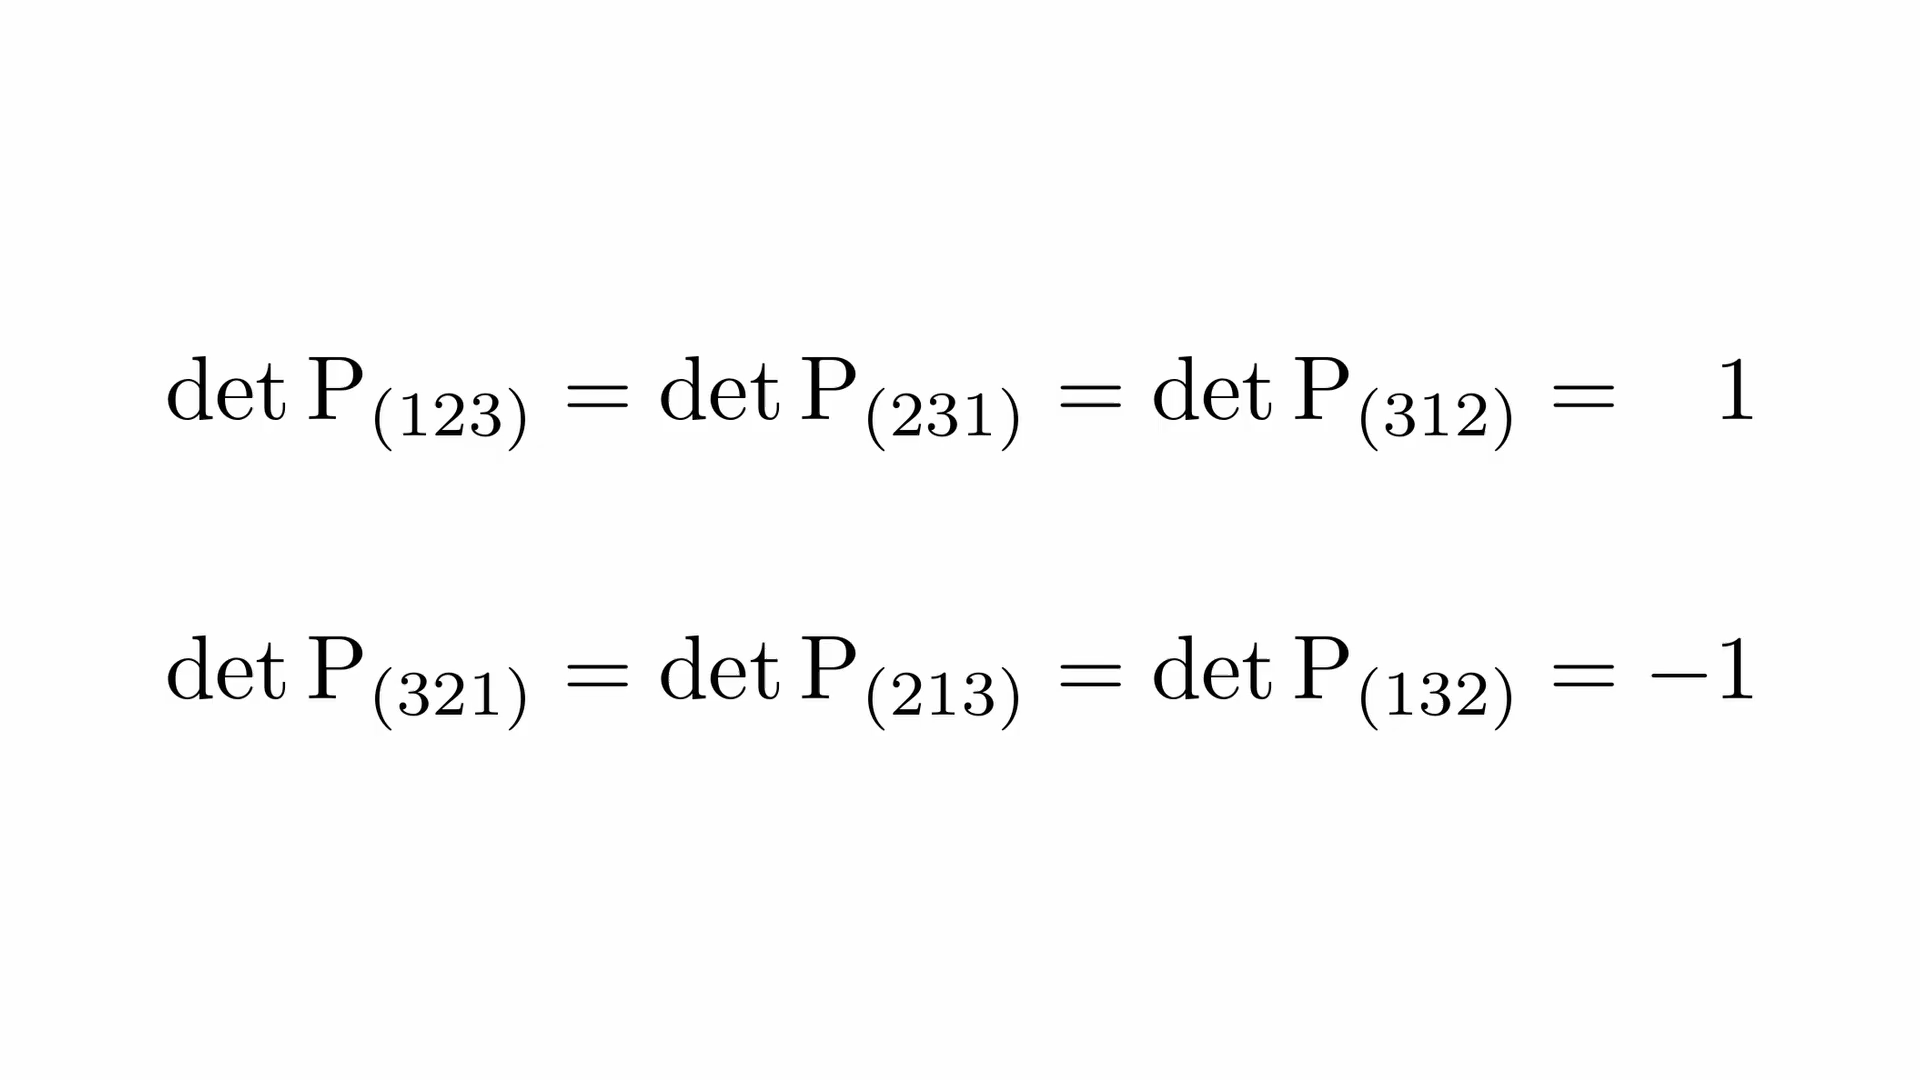 det P₍₁₂₃₎ = det P₍₂₃₁₎ = det P₍₃₁₂₎ = 1
det P₍₃₂₁₎ = det P₍₂₁₃₎ = det P₍₁₃₂₎ = −1